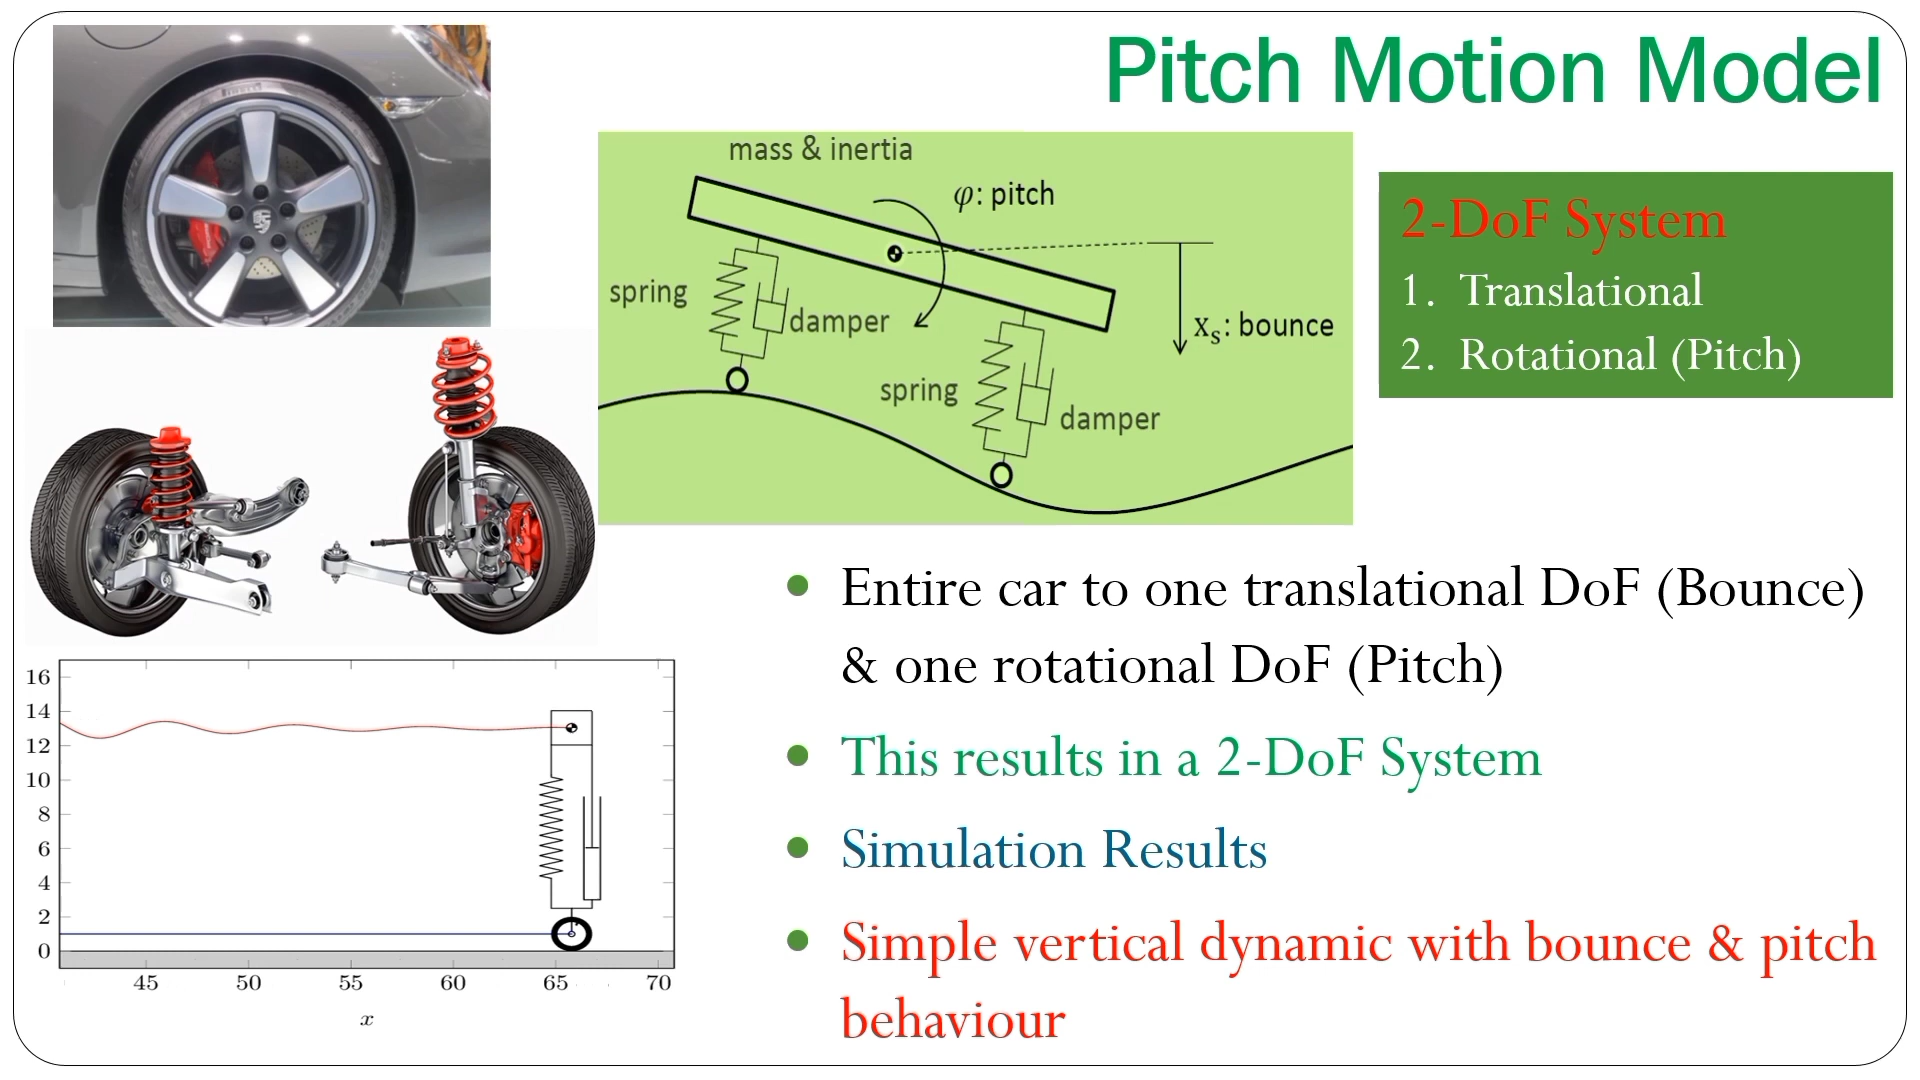 Pitch Motion Model
PIRELLI
mass & inertia
φ: pitch
spring
damper
xₛ: bounce
spring
damper
2-DoF System
1. Translational
2. Rotational (Pitch)
• Entire car to one translational DoF (Bounce)
& one rotational DoF (Pitch)
• This results in a 2-DoF System
• Simulation Results
• Simple vertical dynamic with bounce & pitch
behaviour
16
14
12
10
8
6
4
2
0
45 50 55 60 65 70
x